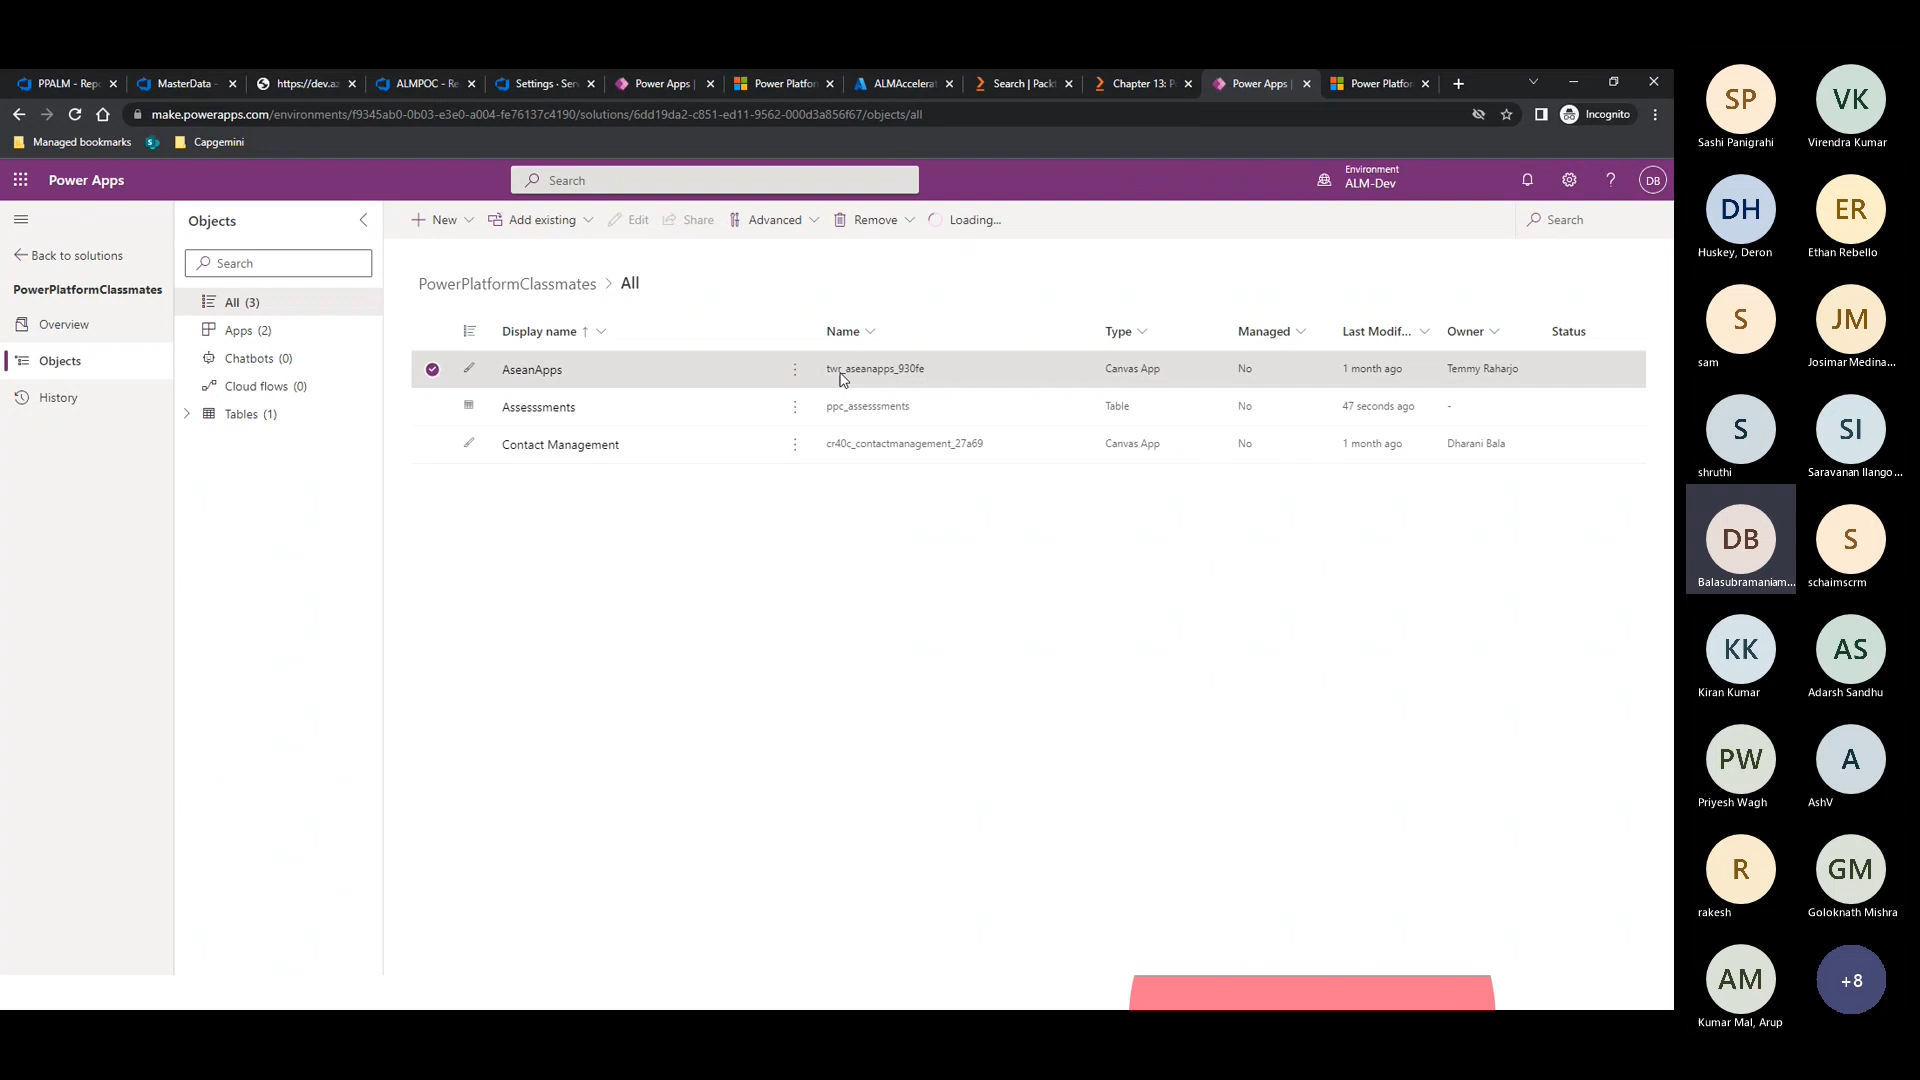 PPALM - Repo
MasterData -
https://dev.az
ALMPOC - Re
Settings - Serv
Power Apps |
Power Platfor
ALMAccelera
Search | Pack
Chapter 13: P
Power Apps |
Power Platfor
make.powerapps.com/environments/f9345ab0-0b03-e3e0-a004-fe76137c4190/solutions/6dd19da2-c851-ed11-9562-000d3a856f67/objects/all
Incognito
Managed bookmarks
Capgemini
Power Apps
Search
Environment
ALM-Dev
DB
Objects
New
Add existing
Edit
Share
Advanced
Remove
Loading...
Search
Back to solutions
Search
PowerPlatformClassmates
Overview
Objects
History
All (3)
Apps (2)
Chatbots (0)
Cloud flows (0)
Tables (1)
PowerPlatformClassmates > All
Display name ↑ Name Type Managed Last Modif... Owner Status
AseanApps twr_aseanapps_930fe Canvas App No 1 month ago Temmy Raharjo
Assesssments ppc_assesssments Table No 47 seconds ago -
Contact Management cr40c_contactmanagement_27a69 Canvas App No 1 month ago Dharani Bala
SP VK
Sashi Panigrahi Virendra Kumar
DH ER
Huskey, Deron Ethan Rebello
S JM
sam Josimar Medina...
S SI
shruthi Saravanan Ilango...
DB S
Balasubramaniam... schaimscrm
KK AS
Kiran Kumar Adarsh Sandhu
PW A
Priyesh Wagh AshV
R GM
rakesh Goloknath Mishra
AM +8
Kumar Mal, Arup